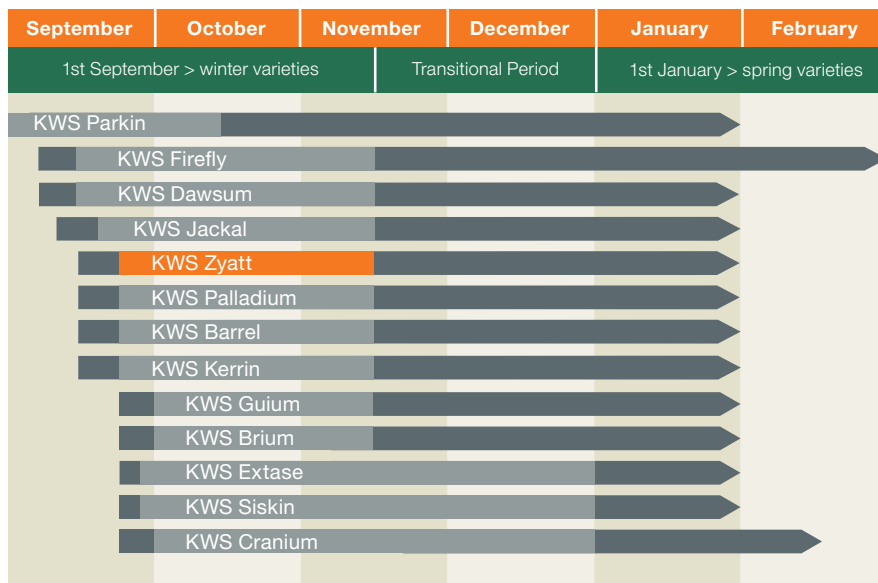 September October November December January February
1st September > winter varieties Transitional Period 1st January > spring varieties
KWS Parkin
KWS Firefly
KWS Dawsum
KWS Jackal
KWS Zyatt
KWS Palladium
KWS Barrel
KWS Kerrin
KWS Guium
KWS Brium
KWS Extase
KWS Siskin
KWS Cranium